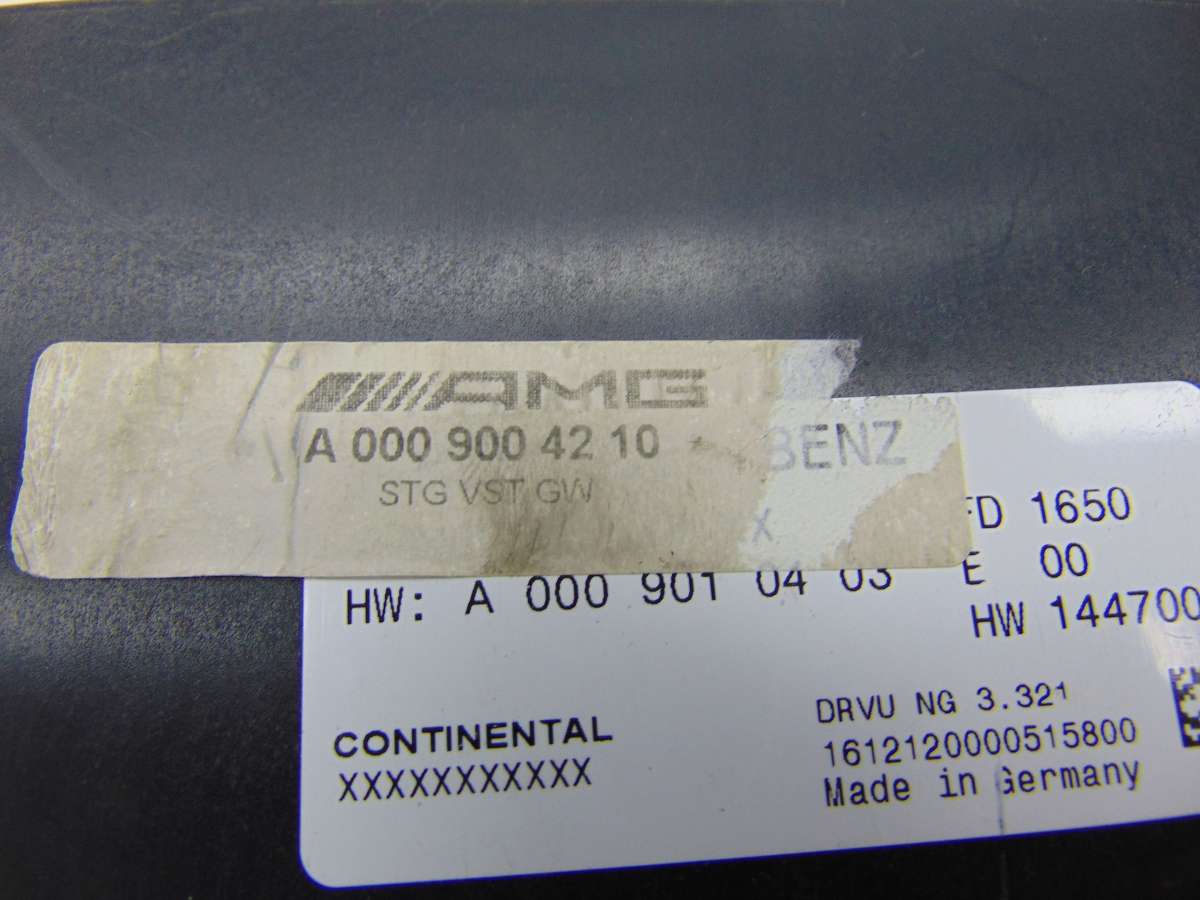 AMG
A 000 900 42 10
STG VST GW
BENZ
X
FD 1650
HW: A 000 901 04 03 E 00
HW 144700
CONTINENTAL
XXXXXXXXXXX
DRVU NG 3.321
1612120000515800
Made in Germany